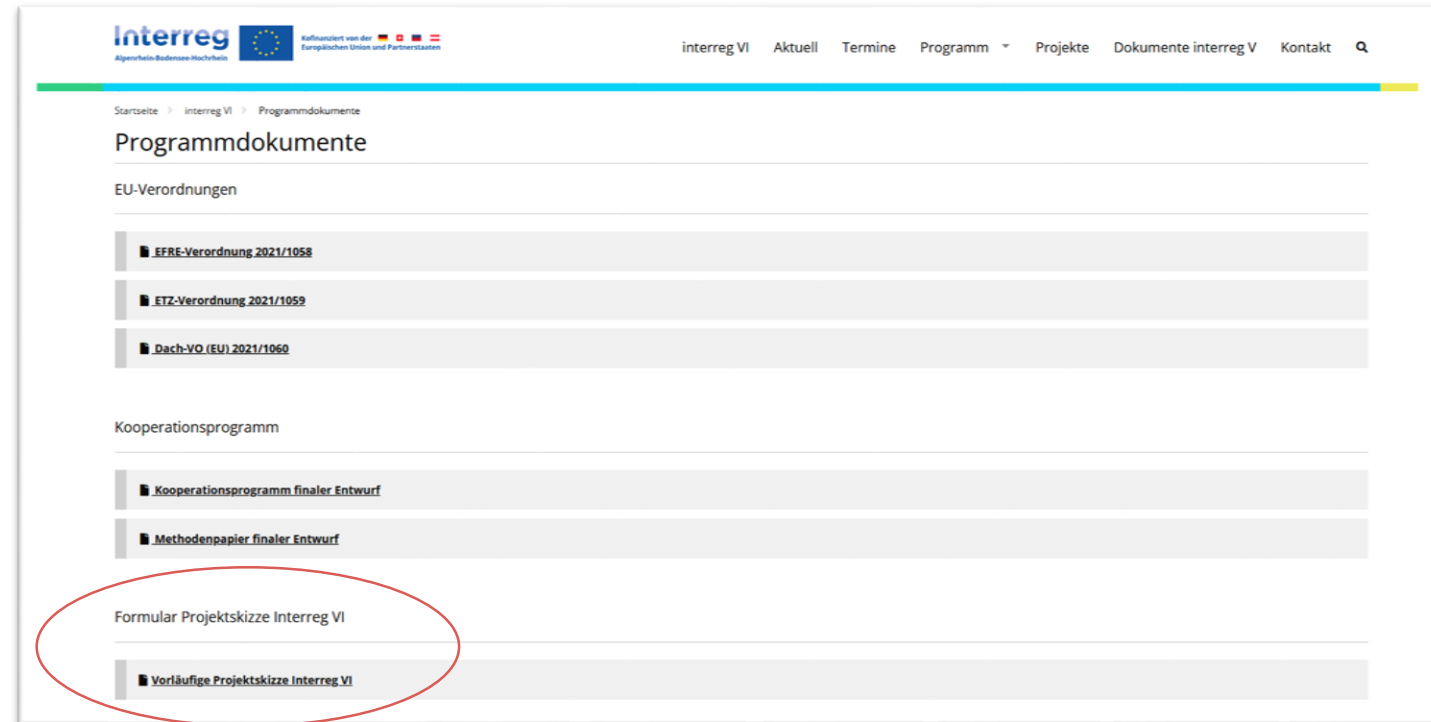 Interreg
Alpenrhein-Bodensee-Hochrhein
Kofinanziert von der
Europäischen Union und Partnerstaaten
interreg VI Aktuell Termine Programm Projekte Dokumente interreg V Kontakt
Startseite > interreg VI > Programmdokumente
Programmdokumente
EU-Verordnungen
EFRE-Verordnung 2021/1058
ETZ-Verordnung 2021/1059
Dach-VO (EU) 2021/1060
Kooperationsprogramm
Kooperationsprogramm finaler Entwurf
Methodenpapier finaler Entwurf
Formular Projektskizze Interreg VI
Vorläufige Projektskizze Interreg VI